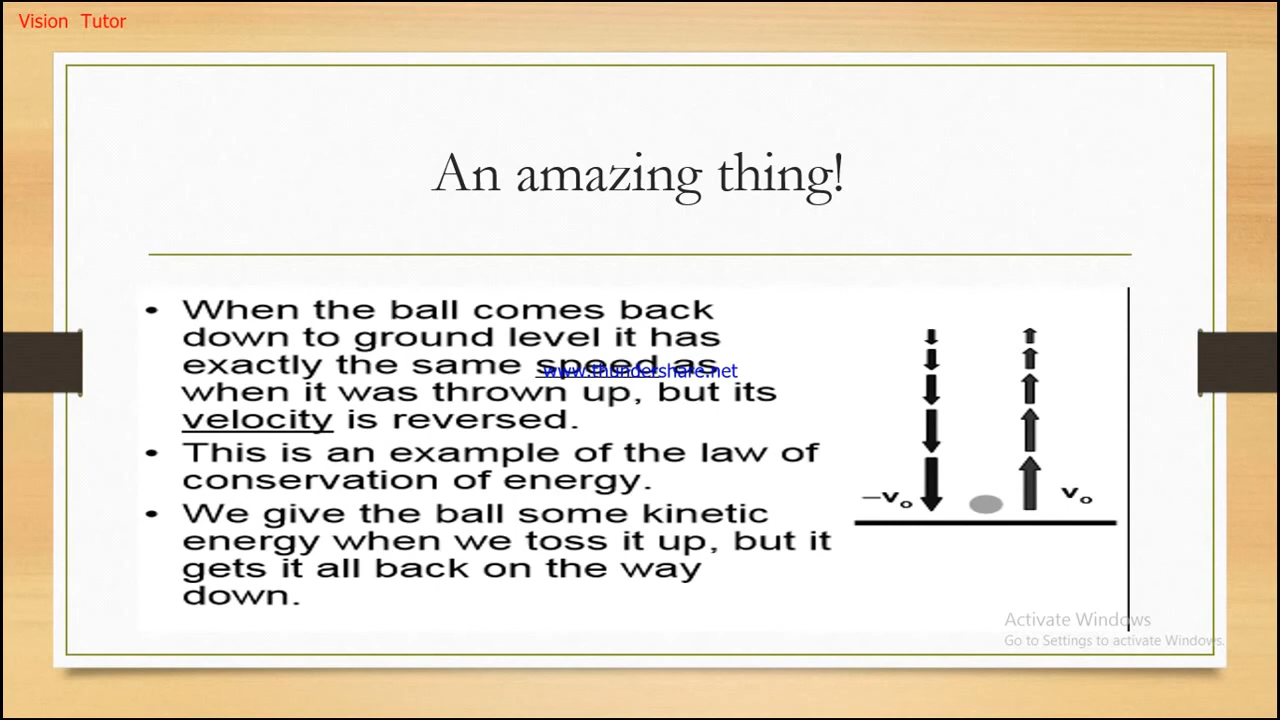 Vision Tutor
An amazing thing!
• When the ball comes back
down to ground level it has
exactly the same speed as
www.thundershare.net
when it was thrown up, but its
velocity is reversed.
• This is an example of the law of
conservation of energy.
• We give the ball some kinetic
energy when we toss it up, but it
gets it all back on the way
down.
–vo
vo
Activate Windows
Go to Settings to activate Windows.